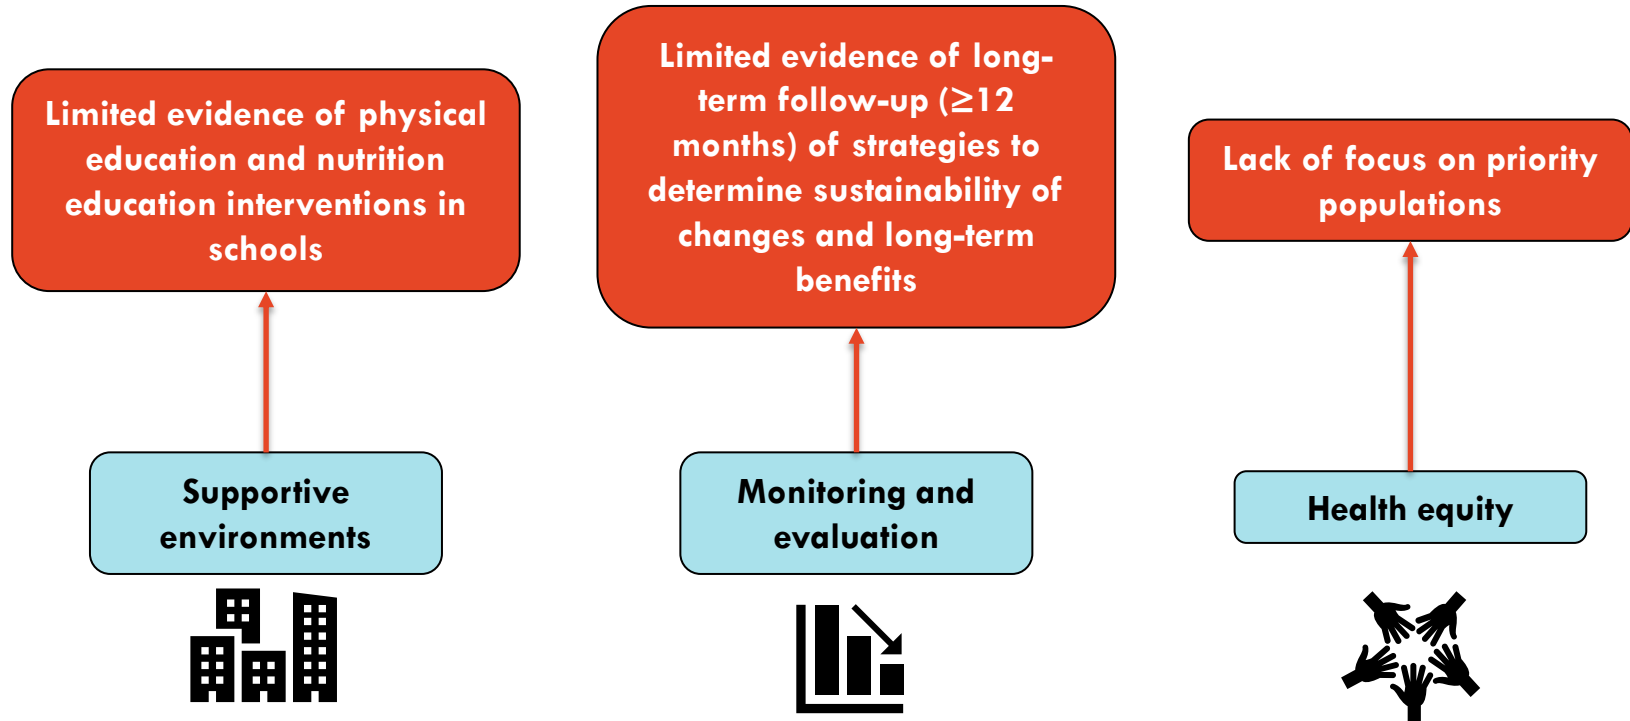 Limited evidence of physical
education and nutrition
education interventions in
schools
Supportive
environments
Limited evidence of long-
term follow-up (≥12
months) of strategies to
determine sustainability of
changes and long-term
benefits
Monitoring and
evaluation
Lack of focus on priority
populations
Health equity